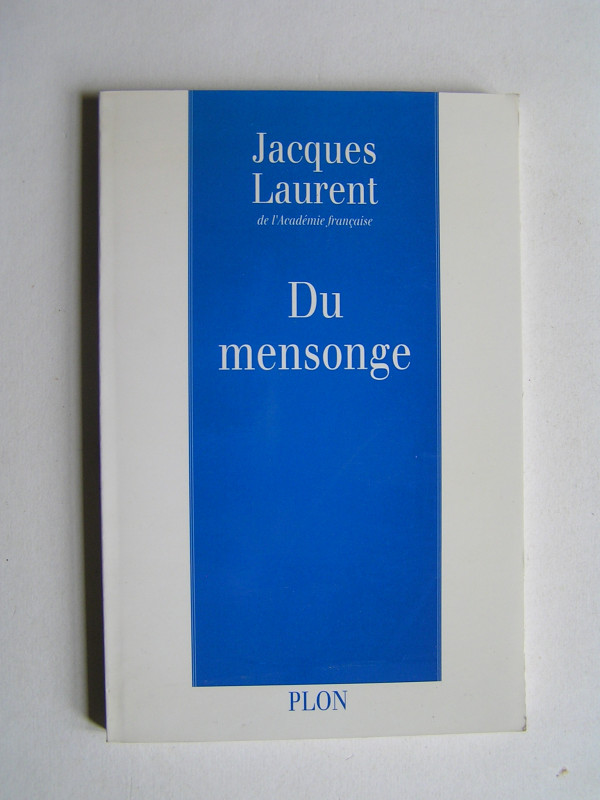 Jacques
Laurent
de l'Académie française
Du
mensonge
PLON